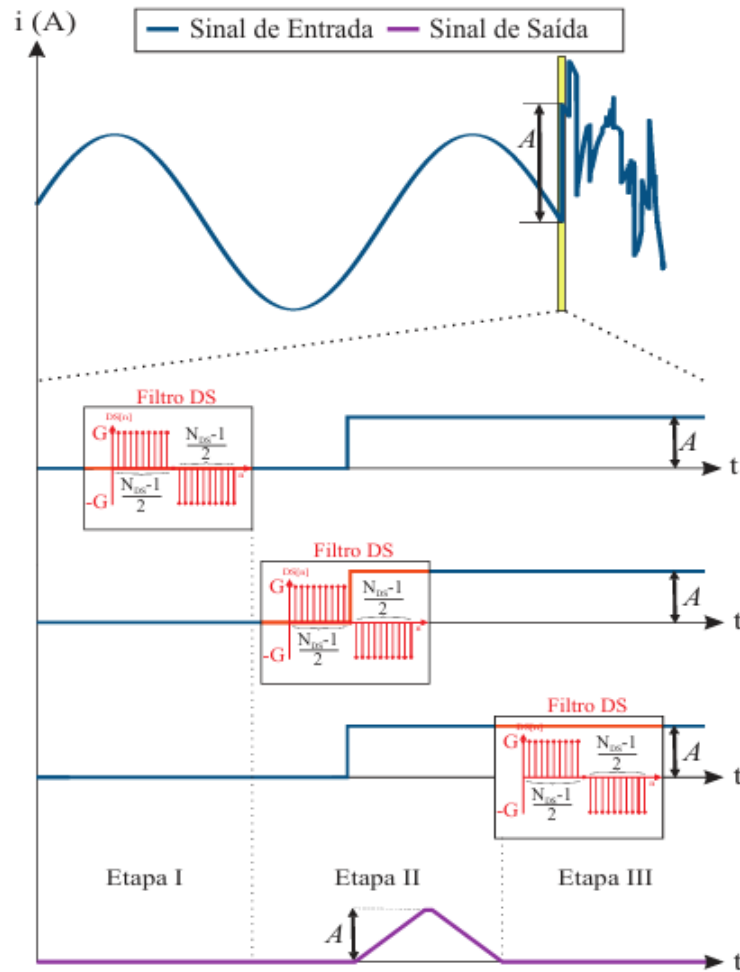 i (A)
Sinal de Entrada
Sinal de Saída
A
Filtro DS
DS[n]
G
N_DS-1
2
N_DS-1
2
-G
n
A
t
Filtro DS
DS[n]
G
N_DS-1
2
N_DS-1
2
-G
n
A
t
Filtro DS
DS[n]
G
N_DS-1
2
N_DS-1
2
-G
n
A
t
Etapa I
Etapa II
Etapa III
A
t